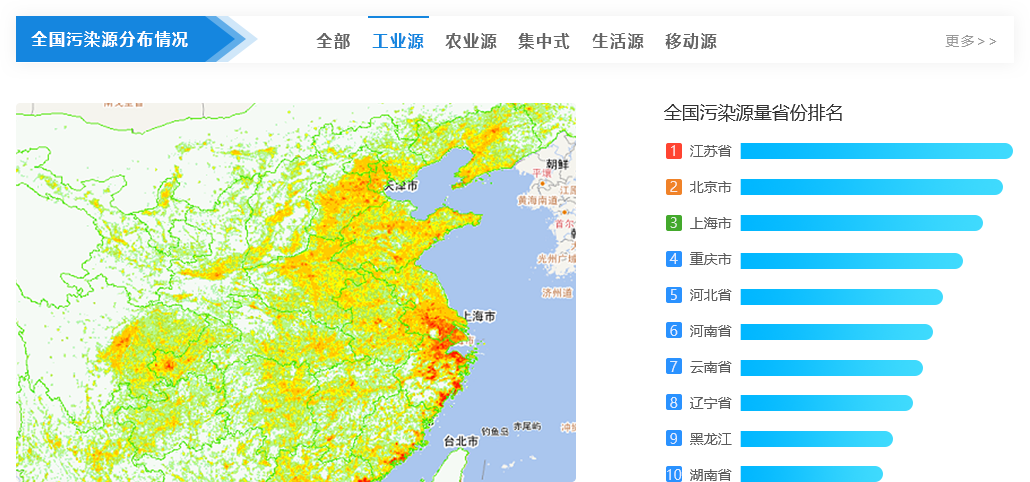 全国污染源分布情况
全部 工业源 农业源 集中式 生活源 移动源
更多>>
全国污染源量省份排名
1 江苏省
2 北京市
3 上海市
4 重庆市
5 河北省
6 河南省
7 云南省
8 辽宁省
9 黑龙江
10 湖南省
朝鲜
平壤
天津市
黄海南道
首尔
光州广域
济州道
上海市
钓鱼岛
赤尾屿
台北市